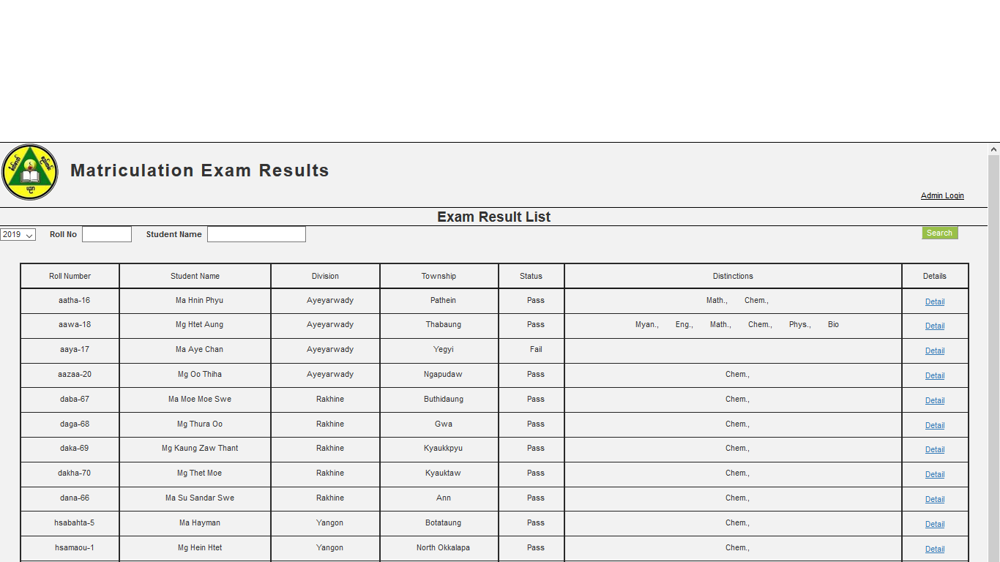 Matriculation Exam Results
Admin Login
Exam Result List
2019 Roll No Student Name Search
Roll Number Student Name Division Township Status Distinctions Details
aatha-16 Ma Hnin Phyu Ayeyarwady Pathein Pass Math., Chem., Detail
aawa-18 Mg Htet Aung Ayeyarwady Thabaung Pass Myan., Eng., Math., Chem., Phys., Bio Detail
aaya-17 Ma Aye Chan Ayeyarwady Yegyi Fail Detail
aazaa-20 Mg Oo Thiha Ayeyarwady Ngapudaw Pass Chem., Detail
daba-67 Ma Moe Moe Swe Rakhine Buthidaung Pass Chem., Detail
daga-68 Mg Thura Oo Rakhine Gwa Pass Chem., Detail
daka-69 Mg Kaung Zaw Thant Rakhine Kyaukkpyu Pass Chem., Detail
dakha-70 Mg Thet Moe Rakhine Kyauktaw Pass Chem., Detail
dana-66 Ma Su Sandar Swe Rakhine Ann Pass Chem., Detail
hsabahta-5 Ma Hayman Yangon Botataung Pass Chem., Detail
hsamaou-1 Mg Hein Htet Yangon North Okkalapa Pass Chem., Detail